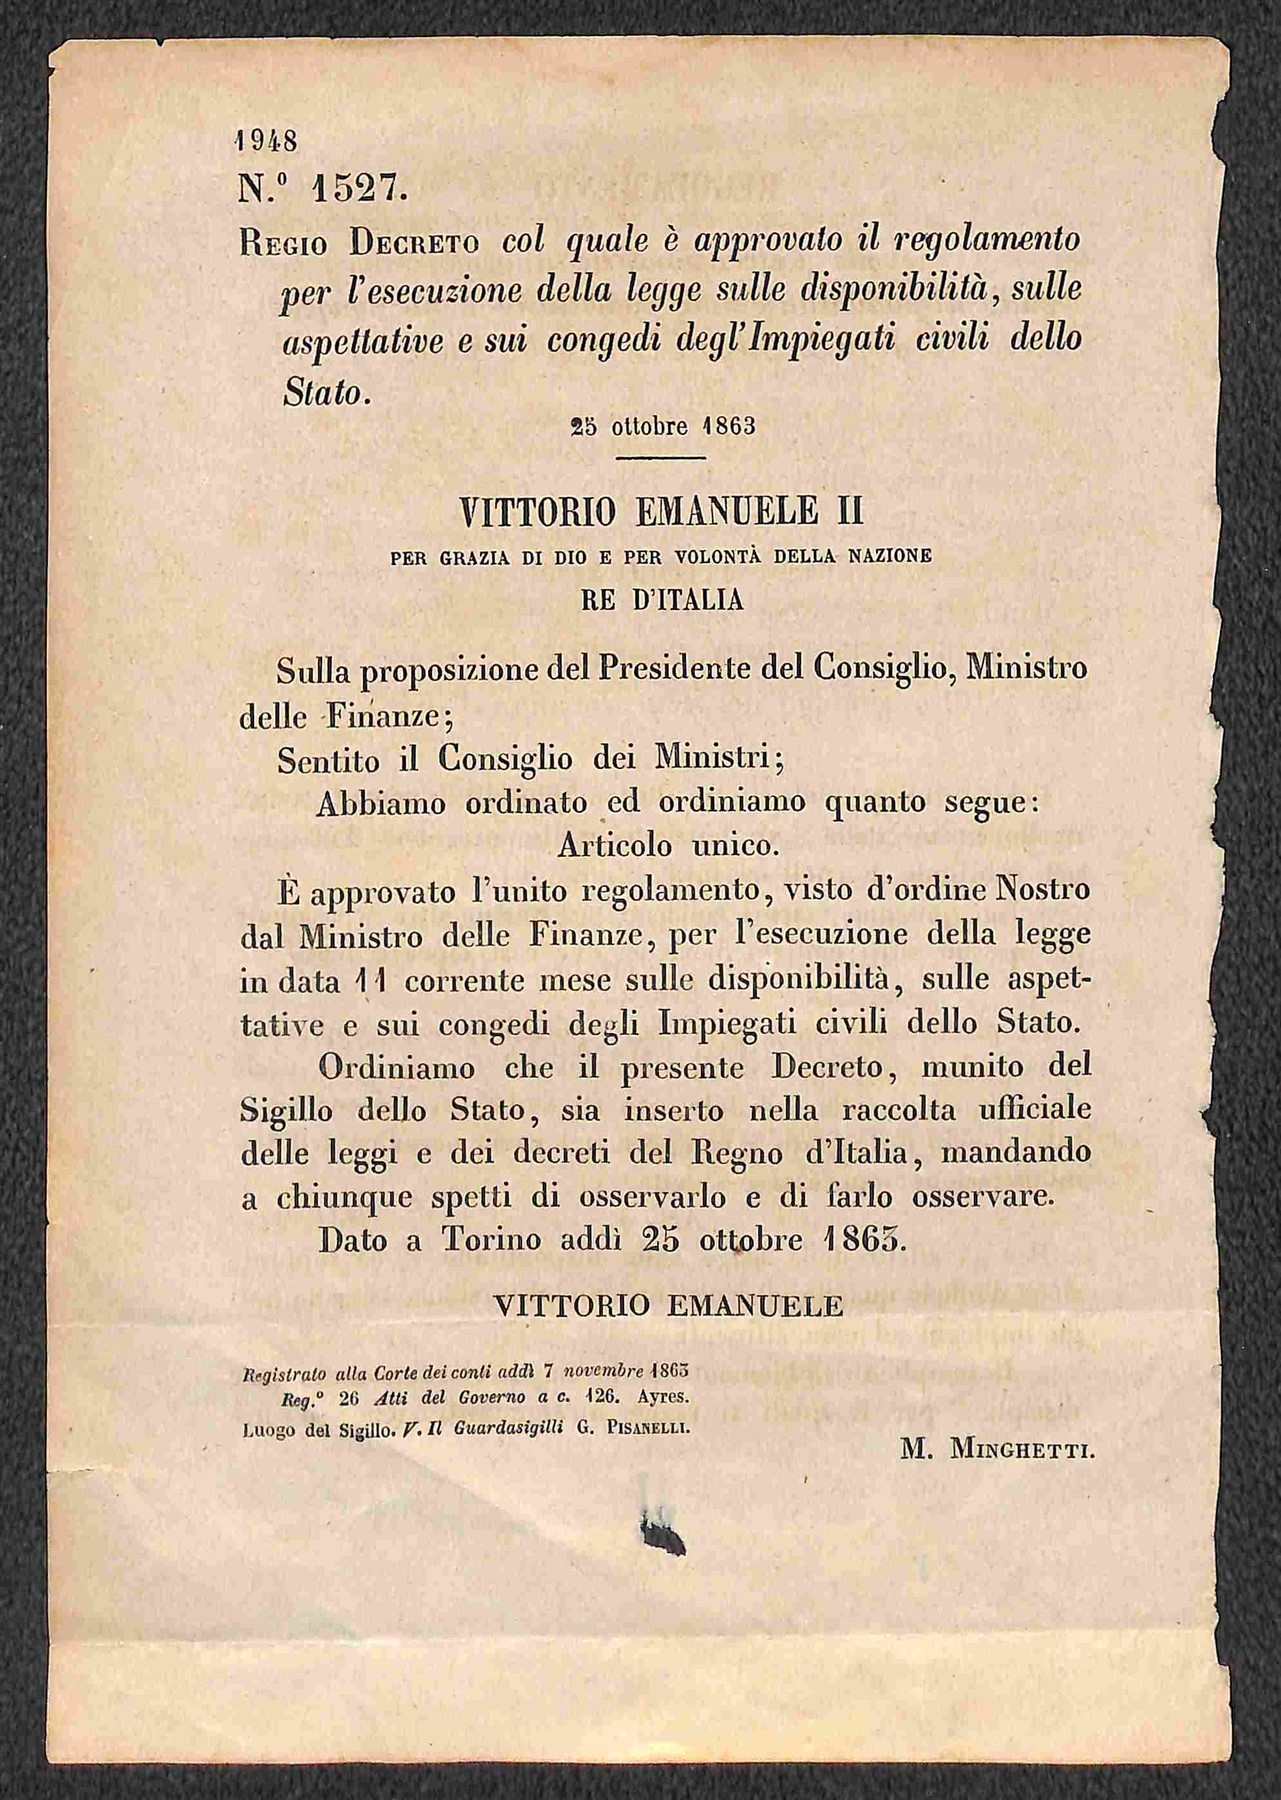 1948
N.º 1527.
REGIO DECRETO col quale è approvato il regolamento
per l'esecuzione della legge sulle disponibilità, sulle
aspettative e sui congedi degl'Impiegati civili dello
Stato.
25 ottobre 1863
VITTORIO EMANUELE II
PER GRAZIA DI DIO E PER VOLONTÀ DELLA NAZIONE
RE D'ITALIA
Sulla proposizione del Presidente del Consiglio, Ministro
delle Finanze;
Sentito il Consiglio dei Ministri;
Abbiamo ordinato ed ordiniamo quanto segue:
Articolo unico.
È approvato l'unito regolamento, visto d'ordine Nostro
dal Ministro delle Finanze, per l'esecuzione della legge
in data 11 corrente mese sulle disponibilità, sulle aspet-
tative e sui congedi degli Impiegati civili dello Stato.
Ordiniamo che il presente Decreto, munito del
Sigillo dello Stato, sia inserto nella raccolta ufficiale
delle leggi e dei decreti del Regno d'Italia, mandando
a chiunque spetti di osservarlo e di farlo osservare.
Dato a Torino addì 25 ottobre 1863.
VITTORIO EMANUELE
Registrato alla Corte dei conti addì 7 novembre 1863
Reg.º 26 Atti del Governo a c. 126. Ayres.
Luogo del Sigillo. V. Il Guardasigilli G. PISANELLI.
M. MINGHETTI.